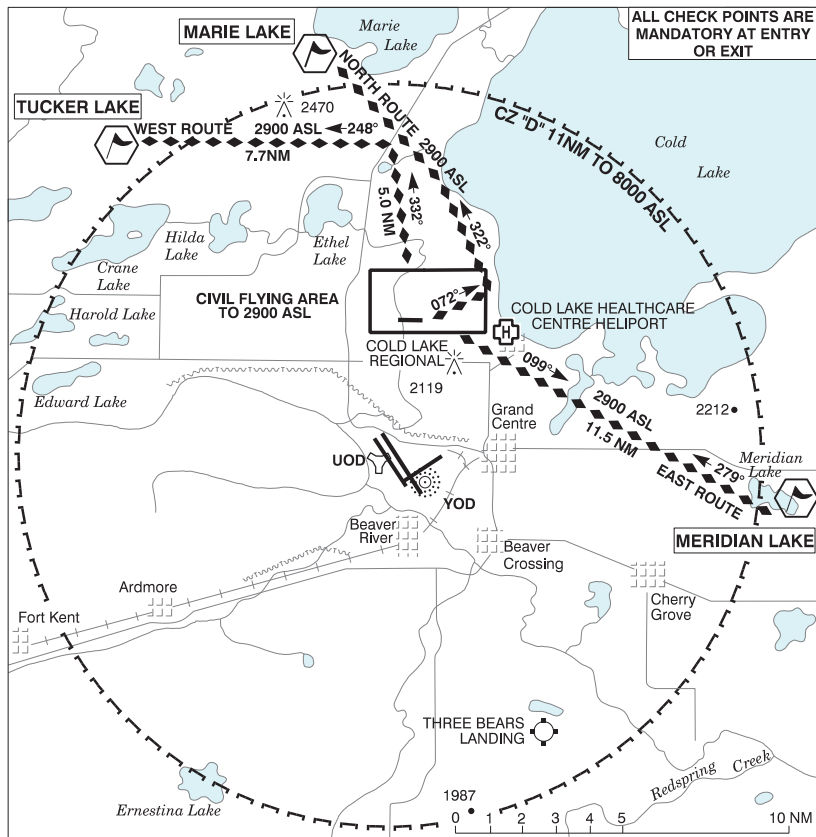 MARIE LAKE
Marie
Lake
ALL CHECK POINTS ARE
MANDATORY AT ENTRY
OR EXIT
TUCKER LAKE
2470
NORTH ROUTE 2900 ASL
WEST ROUTE 2900 ASL 248°
7.7NM
CZ "D" 11NM TO 8000 ASL
Cold
Lake
5.0 NM
332°
322°
Hilda
Lake
Ethel
Lake
Crane
Lake
Harold Lake
CIVIL FLYING AREA
TO 2900 ASL
072°
COLD LAKE HEALTHCARE
CENTRE HELIPORT
H
COLD LAKE
REGIONAL
099°
Edward Lake
2119
2900 ASL
11.5 NM
2212
Grand
Centre
279°
Meridian
Lake
EAST ROUTE
UOD
YOD
MERIDIAN LAKE
Beaver
River
Beaver
Crossing
Ardmore
Fort Kent
Cherry
Grove
THREE BEARS
LANDING
Redspring Creek
Ernestina Lake
1987
0 1 2 3 4 5 10 NM